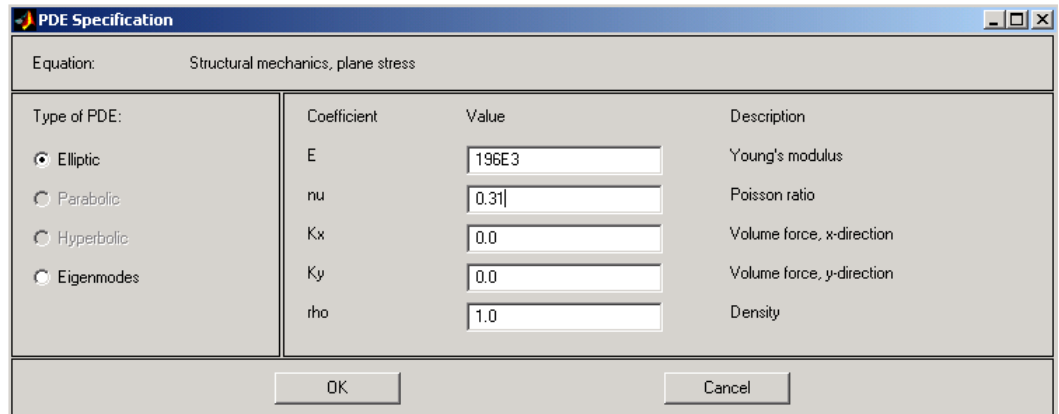 PDE Specification
Equation: Structural mechanics, plane stress
Type of PDE:
Elliptic
Parabolic
Hyperbolic
Eigenmodes
Coefficient Value Description
E 196E3 Young's modulus
nu 0.31 Poisson ratio
Kx 0.0 Volume force, x-direction
Ky 0.0 Volume force, y-direction
rho 1.0 Density
OK Cancel